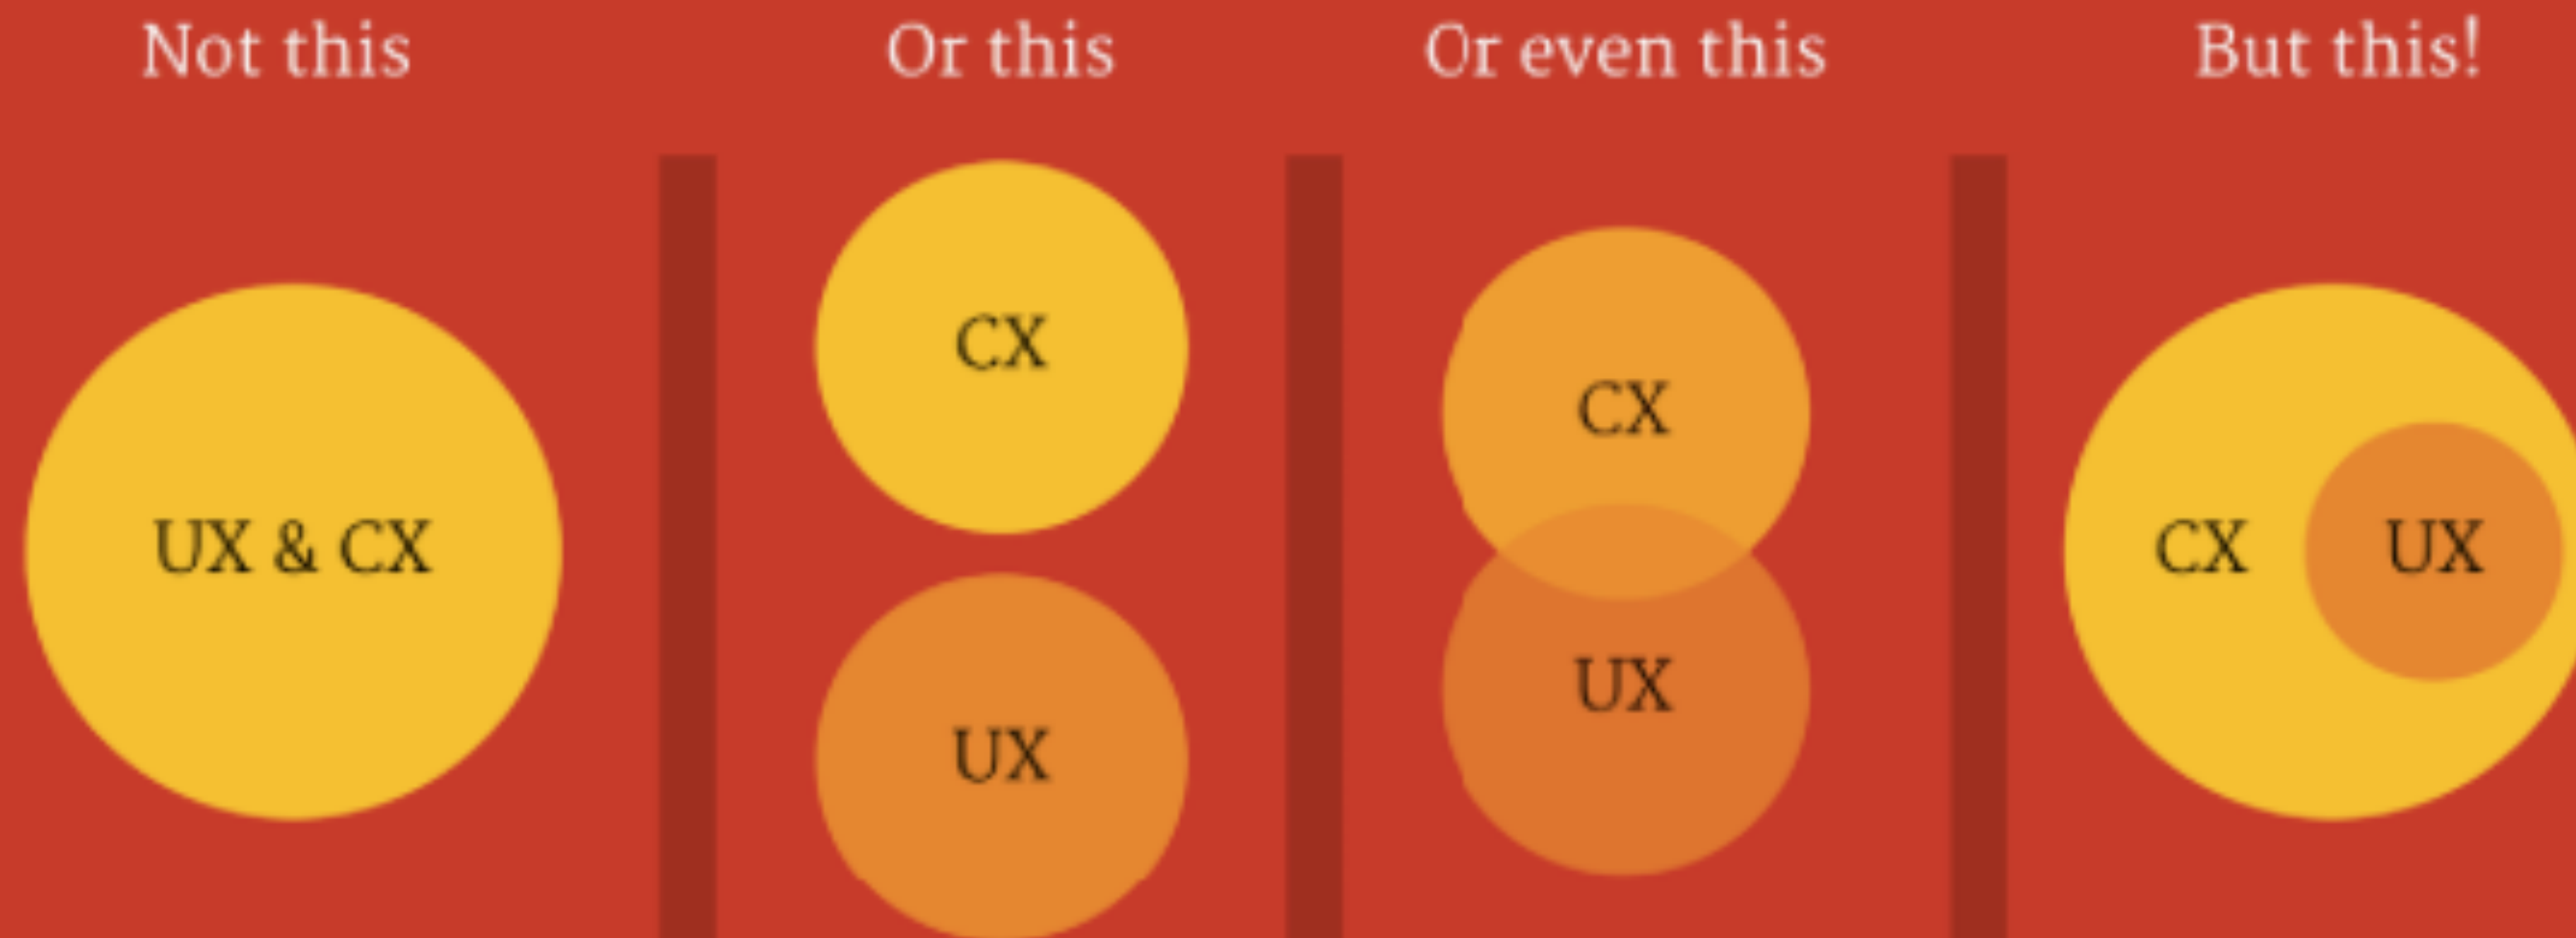 Not this
Or this
Or even this
But this!
UX & CX
CX
UX
CX
UX
CX
UX